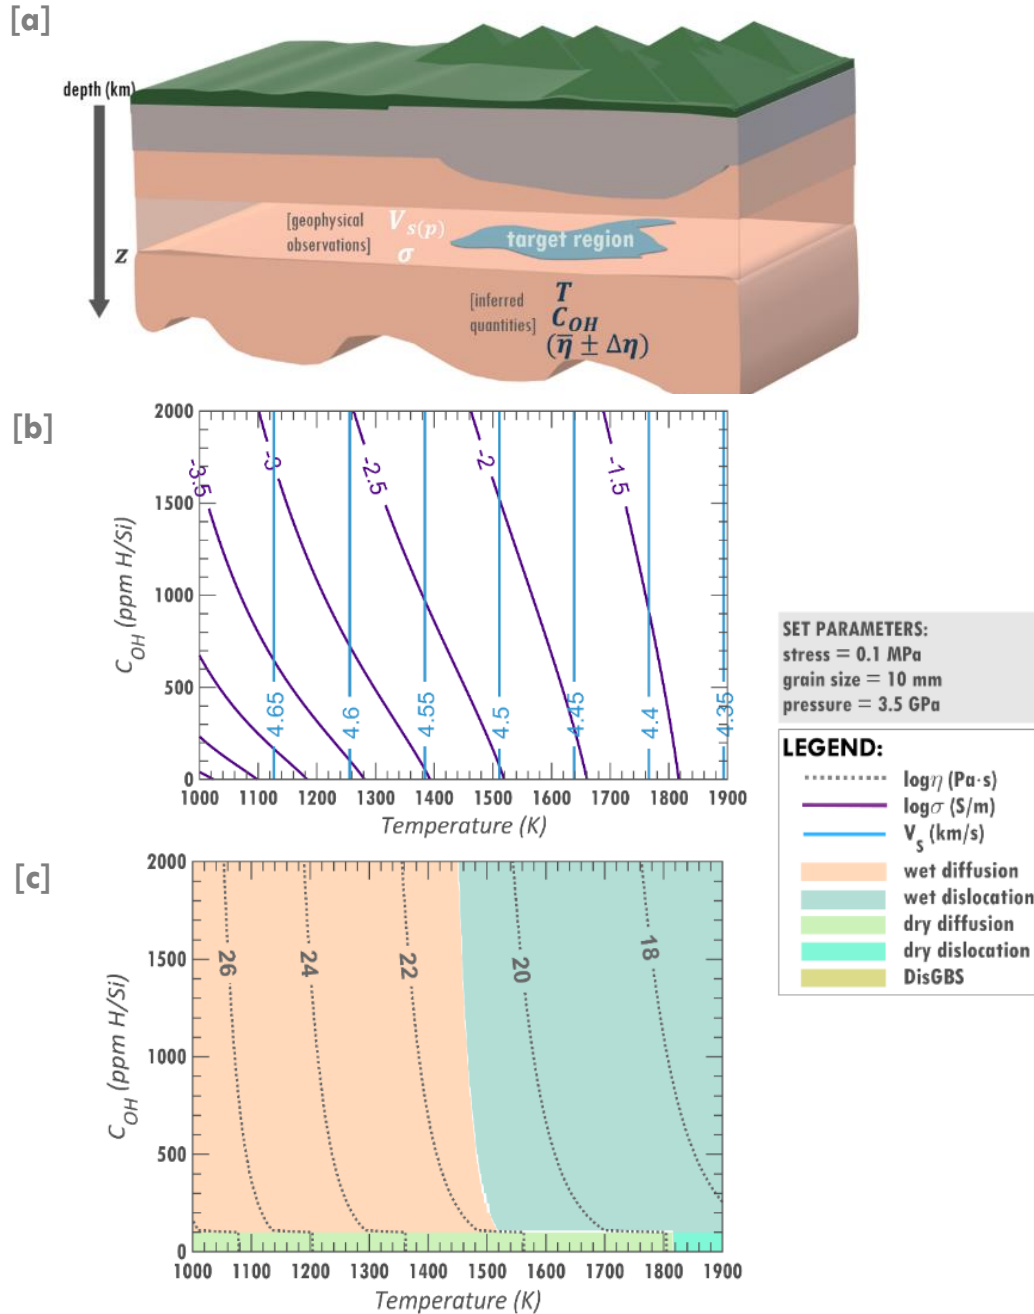 [a]
depth (km)
[geophysical
observations]
V_s(p)
σ
target region
z
[inferred
quantities]
T
C_OH
(η̅ ± Δη)
[b]
2000
1500
1000
500
0
C_OH (ppm H/Si)
-3.5
-3
-2.5
-2
-1.5
4.65
4.6
4.55
4.5
4.45
4.4
4.35
1000 1100 1200 1300 1400 1500 1600 1700 1800 1900
Temperature (K)
SET PARAMETERS:
stress = 0.1 MPa
grain size = 10 mm
pressure = 3.5 GPa
LEGEND:
logη (Pa·s)
logσ (S/m)
V_S (km/s)
wet diffusion
wet dislocation
dry diffusion
dry dislocation
DisGBS
[c]
2000
1500
1000
500
0
C_OH (ppm H/Si)
26
24
22
20
18
1000 1100 1200 1300 1400 1500 1600 1700 1800 1900
Temperature (K)